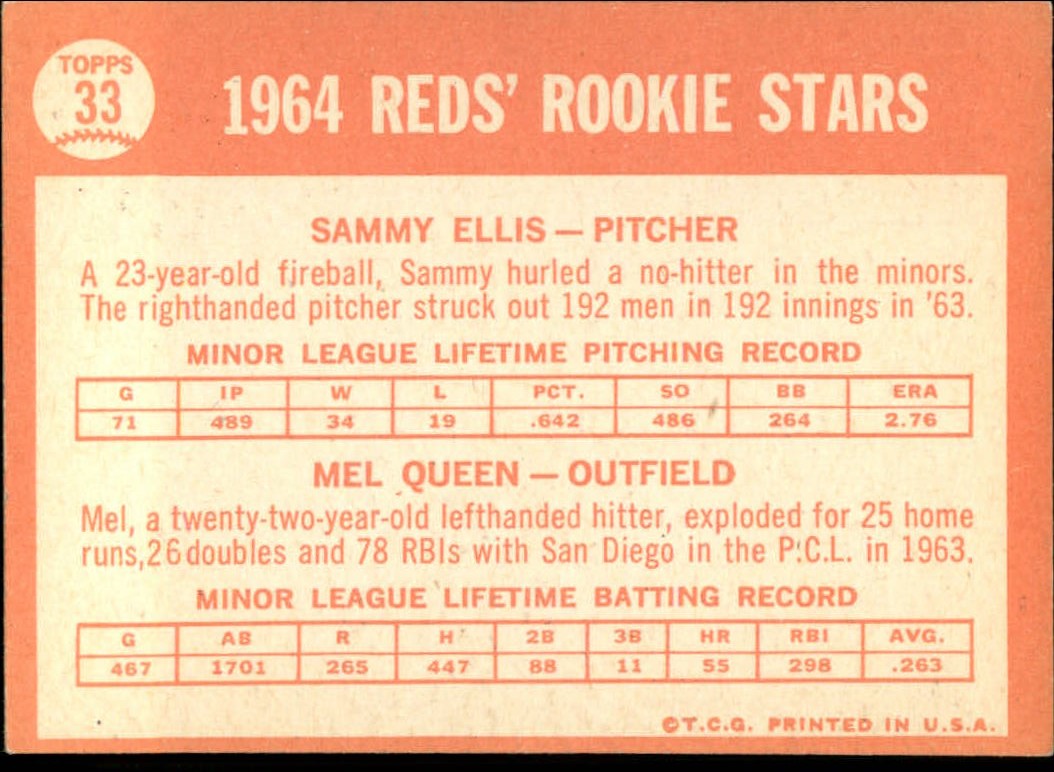 TOPPS
33
1964 REDS' ROOKIE STARS
SAMMY ELLIS — PITCHER
A 23-year-old fireball, Sammy hurled a no-hitter in the minors.
The righthanded pitcher struck out 192 men in 192 innings in '63.
MINOR LEAGUE LIFETIME PITCHING RECORD
G IP W L PCT. SO BB ERA
71 489 34 19 .642 486 264 2.76
MEL QUEEN — OUTFIELD
Mel, a twenty-two-year-old lefthanded hitter, exploded for 25 home
runs,26 doubles and 78 RBIs with San Diego in the P.C.L. in 1963.
MINOR LEAGUE LIFETIME BATTING RECORD
G AB R H 2B 3B HR RBI AVG.
467 1701 265 447 88 11 55 298 .263
©T.C.G. PRINTED IN U.S.A.